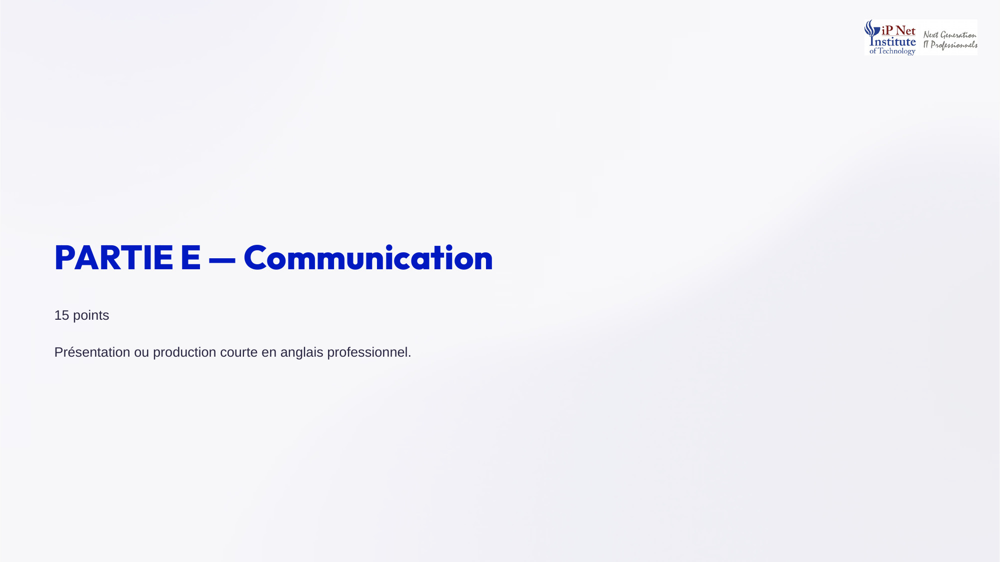 iP Net
Institute
of Technology
Next Generation
IT Professionnels
PARTIE E — Communication
15 points
Présentation ou production courte en anglais professionnel.